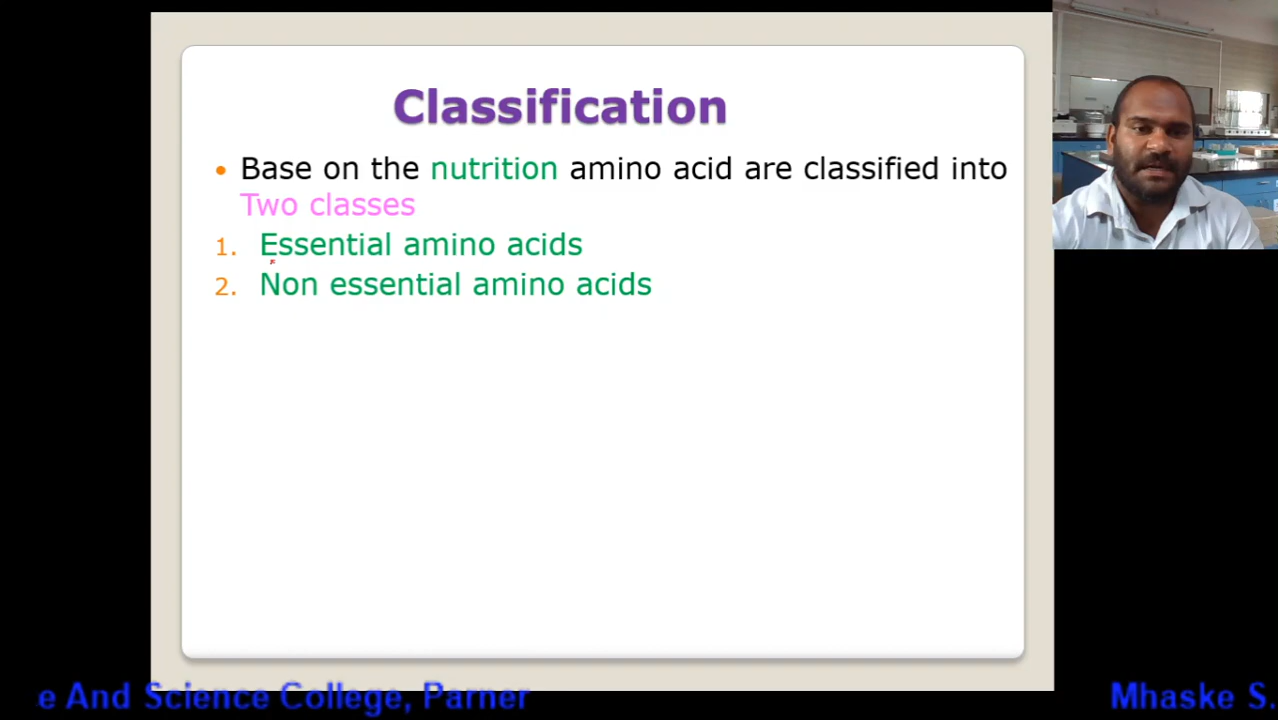 Classification
• Base on the nutrition amino acid are classified into
Two classes
1. Essential amino acids
2. Non essential amino acids
e And Science College, Parner
Mhaske S.